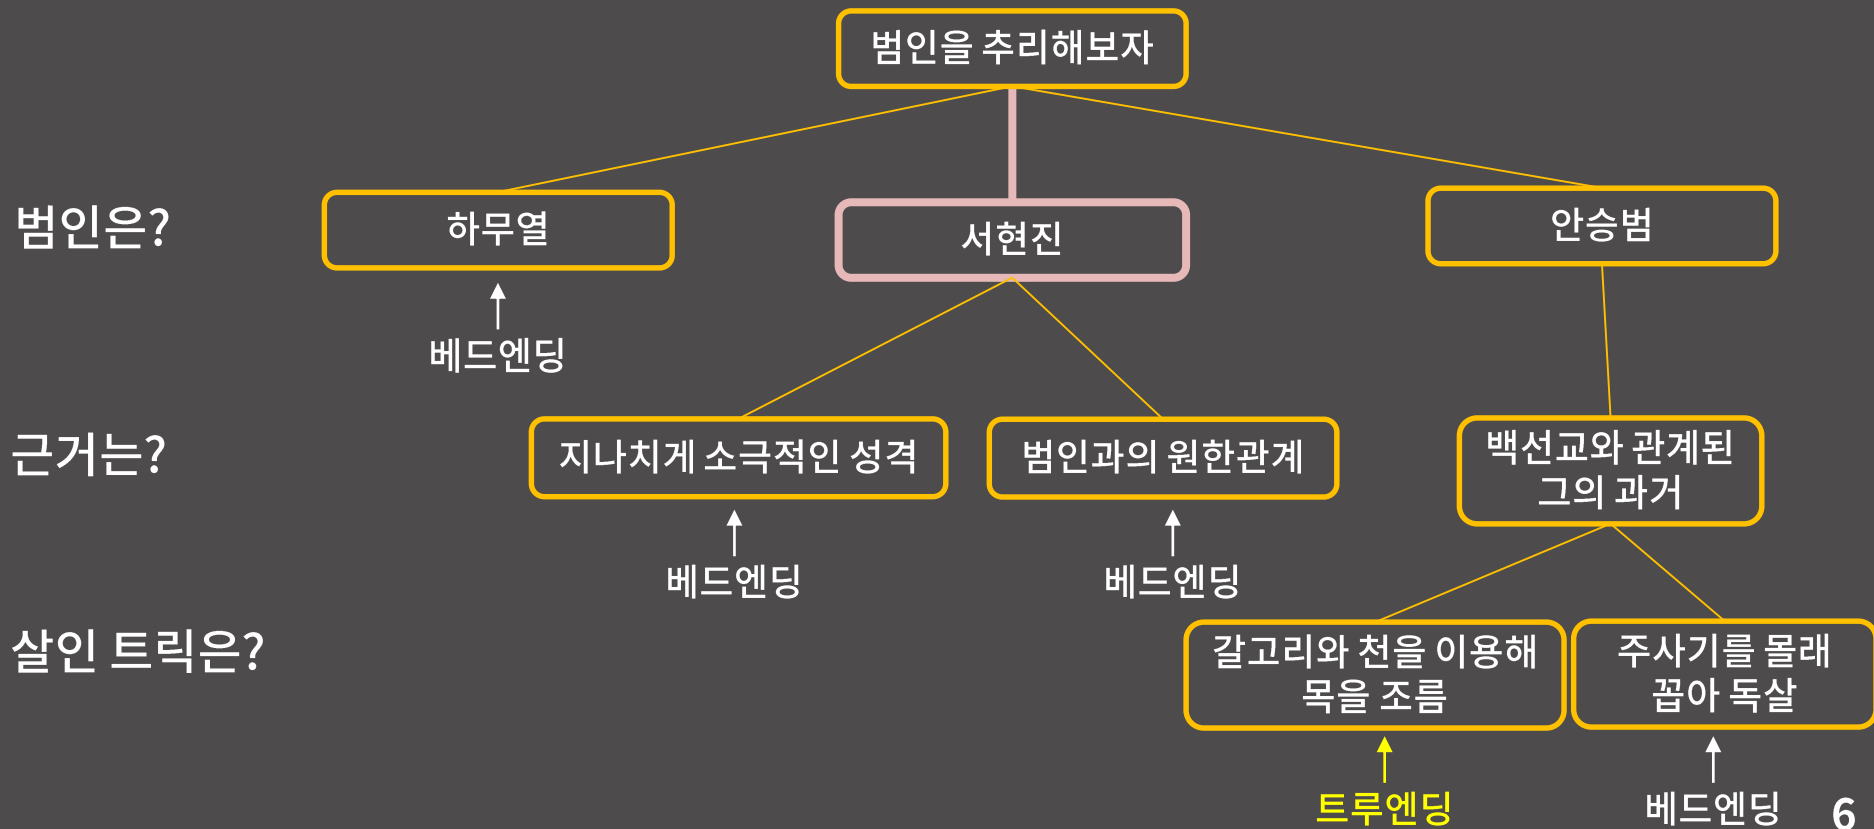 범인을 추리해보자
범인은?
하무열
서현진
안승범
베드엔딩
근거는?
지나치게 소극적인 성격
범인과의 원한관계
백선교와 관계된
그의 과거
베드엔딩
베드엔딩
살인 트릭은?
갈고리와 천을 이용해
목을 조름
주사기를 몰래
꼽아 독살
트루엔딩
베드엔딩
6